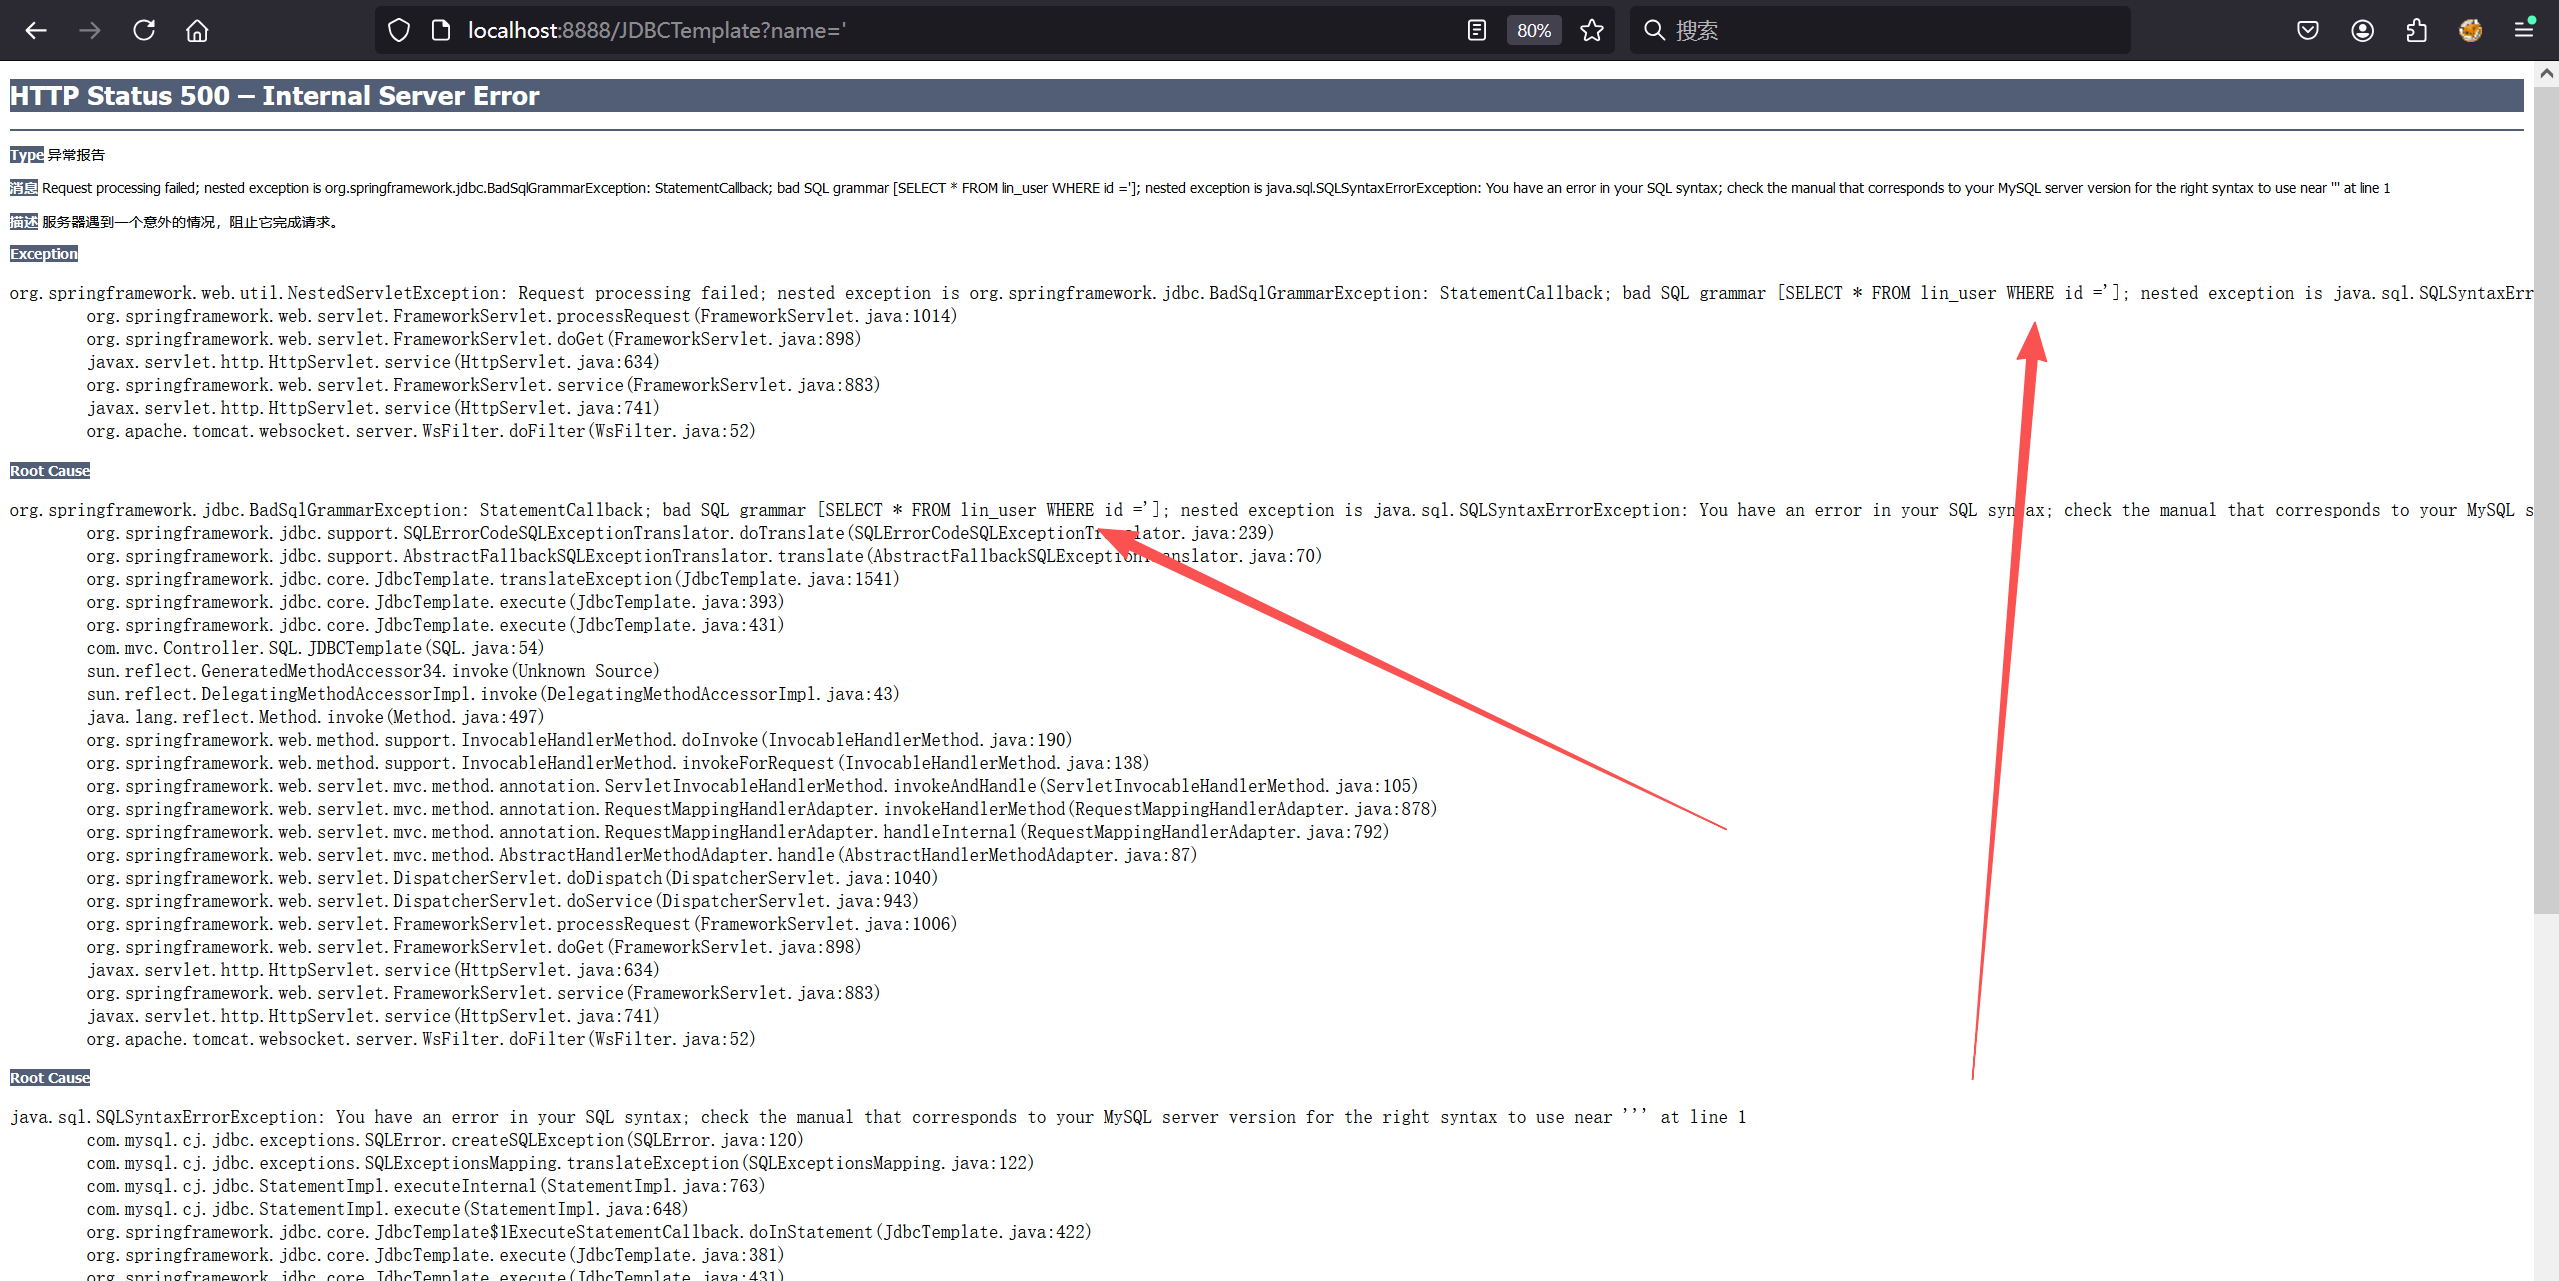 localhost:8888/JDBCTemplate?name='
80%
搜索
HTTP Status 500 – Internal Server Error
Type 异常报告
消息 Request processing failed; nested exception is org.springframework.jdbc.BadSqlGrammarException: StatementCallback; bad SQL grammar [SELECT * FROM lin_user WHERE id =']; nested exception is java.sql.SQLSyntaxErrorException: You have an error in your SQL syntax; check the manual that corresponds to your MySQL server version for the right syntax to use near ''' at line 1
描述 服务器遇到一个意外的情况，阻止它完成请求。
Exception
org.springframework.web.util.NestedServletException: Request processing failed; nested exception is org.springframework.jdbc.BadSqlGrammarException: StatementCallback; bad SQL grammar [SELECT * FROM lin_user WHERE id =']; nested exception is java.sql.SQLSyntaxErr
org.springframework.web.servlet.FrameworkServlet.processRequest(FrameworkServlet.java:1014)
org.springframework.web.servlet.FrameworkServlet.doGet(FrameworkServlet.java:898)
javax.servlet.http.HttpServlet.service(HttpServlet.java:634)
org.springframework.web.servlet.FrameworkServlet.service(FrameworkServlet.java:883)
javax.servlet.http.HttpServlet.service(HttpServlet.java:741)
org.apache.tomcat.websocket.server.WsFilter.doFilter(WsFilter.java:52)
Root Cause
org.springframework.jdbc.BadSqlGrammarException: StatementCallback; bad SQL grammar [SELECT * FROM lin_user WHERE id =']; nested exception is java.sql.SQLSyntaxErrorException: You have an error in your SQL syntax; check the manual that corresponds to your MySQL s
org.springframework.jdbc.support.SQLErrorCodeSQLExceptionTranslator.doTranslate(SQLErrorCodeSQLExceptionTranslator.java:239)
org.springframework.jdbc.support.AbstractFallbackSQLExceptionTranslator.translate(AbstractFallbackSQLExceptionTranslator.java:70)
org.springframework.jdbc.core.JdbcTemplate.translateException(JdbcTemplate.java:1541)
org.springframework.jdbc.core.JdbcTemplate.execute(JdbcTemplate.java:393)
org.springframework.jdbc.core.JdbcTemplate.execute(JdbcTemplate.java:431)
com.mvc.Controller.SQL.JDBCTemplate(SQL.java:54)
sun.reflect.GeneratedMethodAccessor34.invoke(Unknown Source)
sun.reflect.DelegatingMethodAccessorImpl.invoke(DelegatingMethodAccessorImpl.java:43)
java.lang.reflect.Method.invoke(Method.java:497)
org.springframework.web.method.support.InvocableHandlerMethod.doInvoke(InvocableHandlerMethod.java:190)
org.springframework.web.method.support.InvocableHandlerMethod.invokeForRequest(InvocableHandlerMethod.java:138)
org.springframework.web.servlet.mvc.method.annotation.ServletInvocableHandlerMethod.invokeAndHandle(ServletInvocableHandlerMethod.java:105)
org.springframework.web.servlet.mvc.method.annotation.RequestMappingHandlerAdapter.invokeHandlerMethod(RequestMappingHandlerAdapter.java:878)
org.springframework.web.servlet.mvc.method.annotation.RequestMappingHandlerAdapter.handleInternal(RequestMappingHandlerAdapter.java:792)
org.springframework.web.servlet.mvc.method.AbstractHandlerMethodAdapter.handle(AbstractHandlerMethodAdapter.java:87)
org.springframework.web.servlet.DispatcherServlet.doDispatch(DispatcherServlet.java:1040)
org.springframework.web.servlet.DispatcherServlet.doService(DispatcherServlet.java:943)
org.springframework.web.servlet.FrameworkServlet.processRequest(FrameworkServlet.java:1006)
org.springframework.web.servlet.FrameworkServlet.doGet(FrameworkServlet.java:898)
javax.servlet.http.HttpServlet.service(HttpServlet.java:634)
org.springframework.web.servlet.FrameworkServlet.service(FrameworkServlet.java:883)
javax.servlet.http.HttpServlet.service(HttpServlet.java:741)
org.apache.tomcat.websocket.server.WsFilter.doFilter(WsFilter.java:52)
Root Cause
java.sql.SQLSyntaxErrorException: You have an error in your SQL syntax; check the manual that corresponds to your MySQL server version for the right syntax to use near ''' at line 1
com.mysql.cj.jdbc.exceptions.SQLError.createSQLException(SQLError.java:120)
com.mysql.cj.jdbc.exceptions.SQLExceptionsMapping.translateException(SQLExceptionsMapping.java:122)
com.mysql.cj.jdbc.StatementImpl.executeInternal(StatementImpl.java:763)
com.mysql.cj.jdbc.StatementImpl.execute(StatementImpl.java:648)
org.springframework.jdbc.core.JdbcTemplate$1ExecuteStatementCallback.doInStatement(JdbcTemplate.java:422)
org.springframework.jdbc.core.JdbcTemplate.execute(JdbcTemplate.java:381)
org.springframework.jdbc.core.JdbcTemplate.execute(JdbcTemplate.java:431)